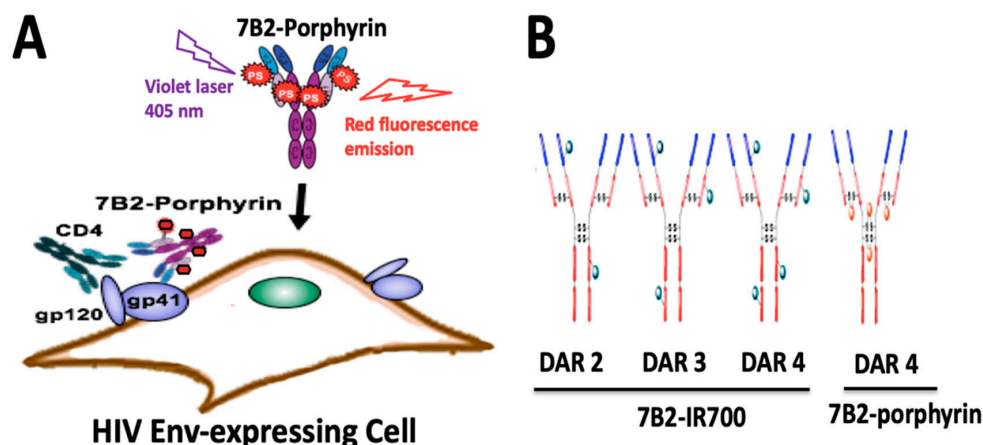 A
7B2-Porphyrin
PS
PS
PS
PS
Violet laser
405 nm
Red fluorescence
emission
7B2-Porphyrin
CD4
gp120
gp41
HIV Env-expressing Cell
B
DAR 2
DAR 3
DAR 4
DAR 4
7B2-IR700
7B2-porphyrin